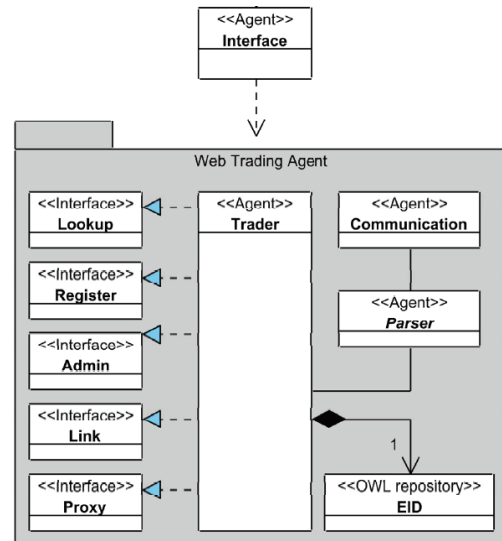 <<Agent>>
Interface
Web Trading Agent
<<Interface>>
Lookup
<<Agent>>
Trader
<<Agent>>
Communication
<<Interface>>
Register
<<Agent>>
Parser
<<Interface>>
Admin
<<Interface>>
Link
1
<<Interface>>
Proxy
<<OWL repository>>
EID